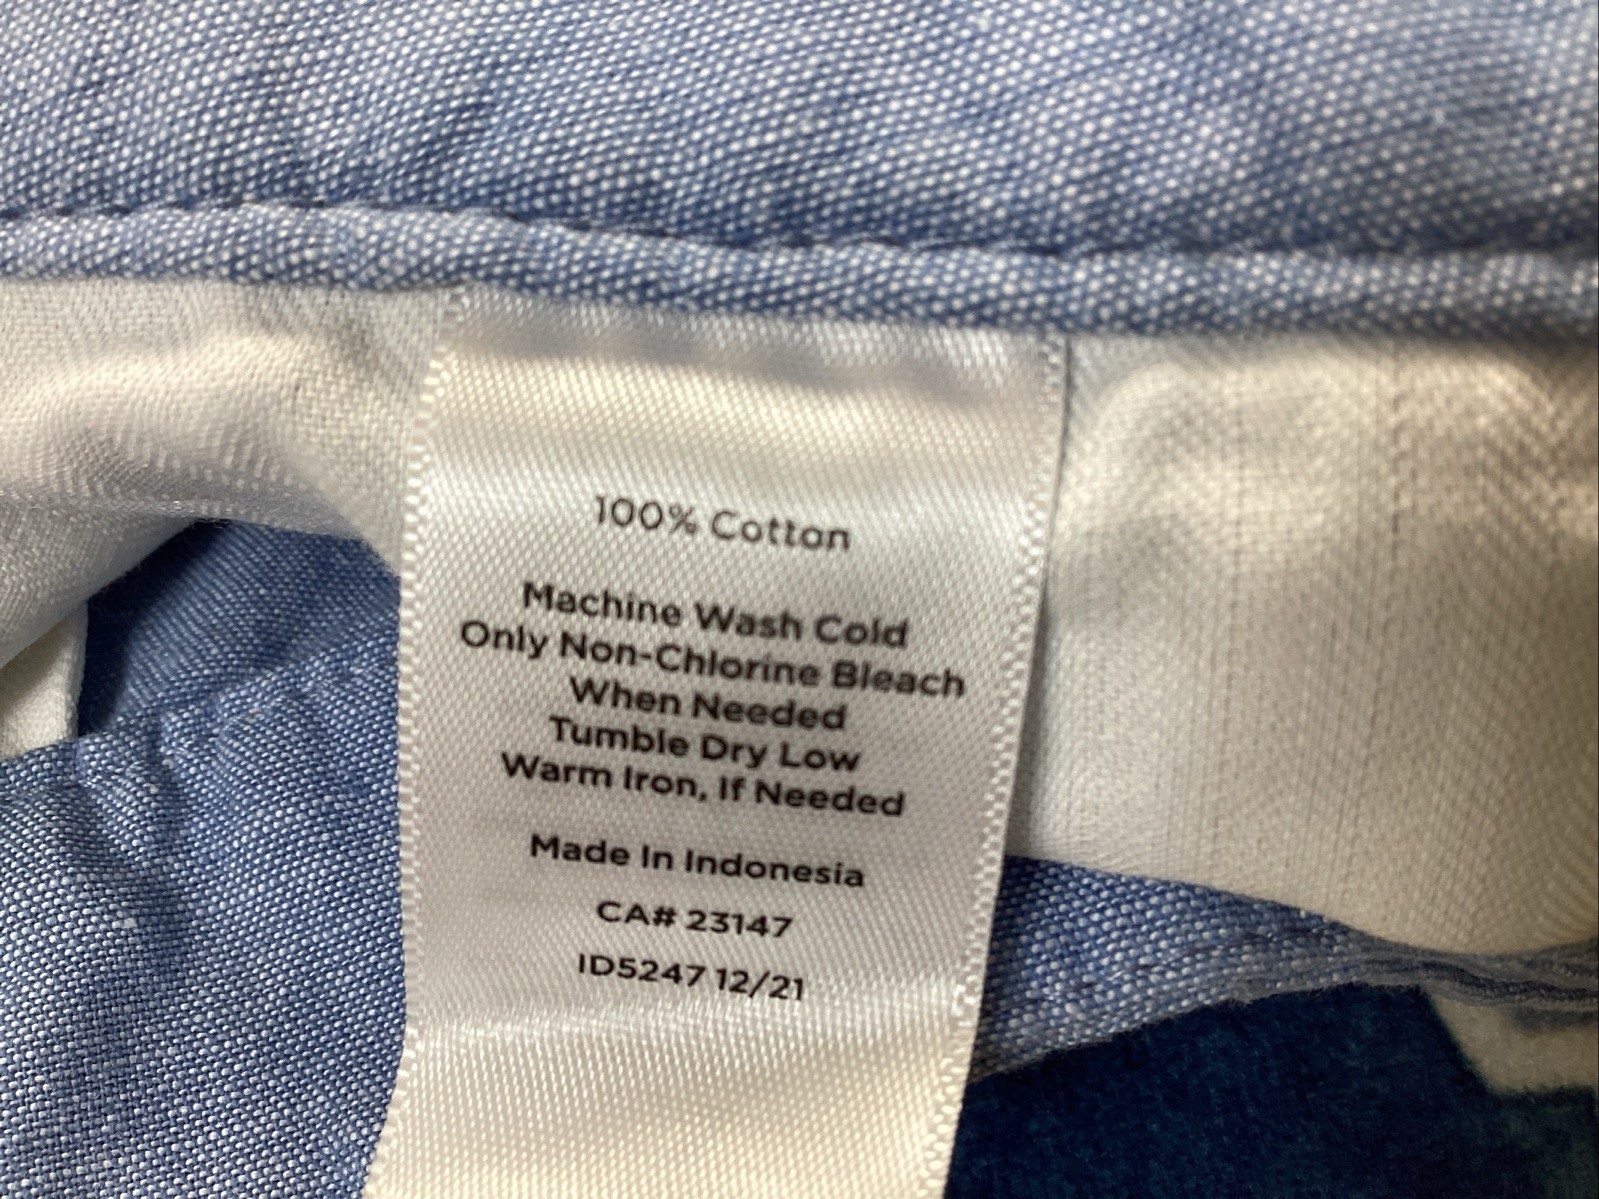 100% Cotton
Machine Wash Cold
Only Non-Chlorine Bleach
When Needed
Tumble Dry Low
Warm Iron, If Needed
Made In Indonesia
CA# 23147
ID5247 12/21